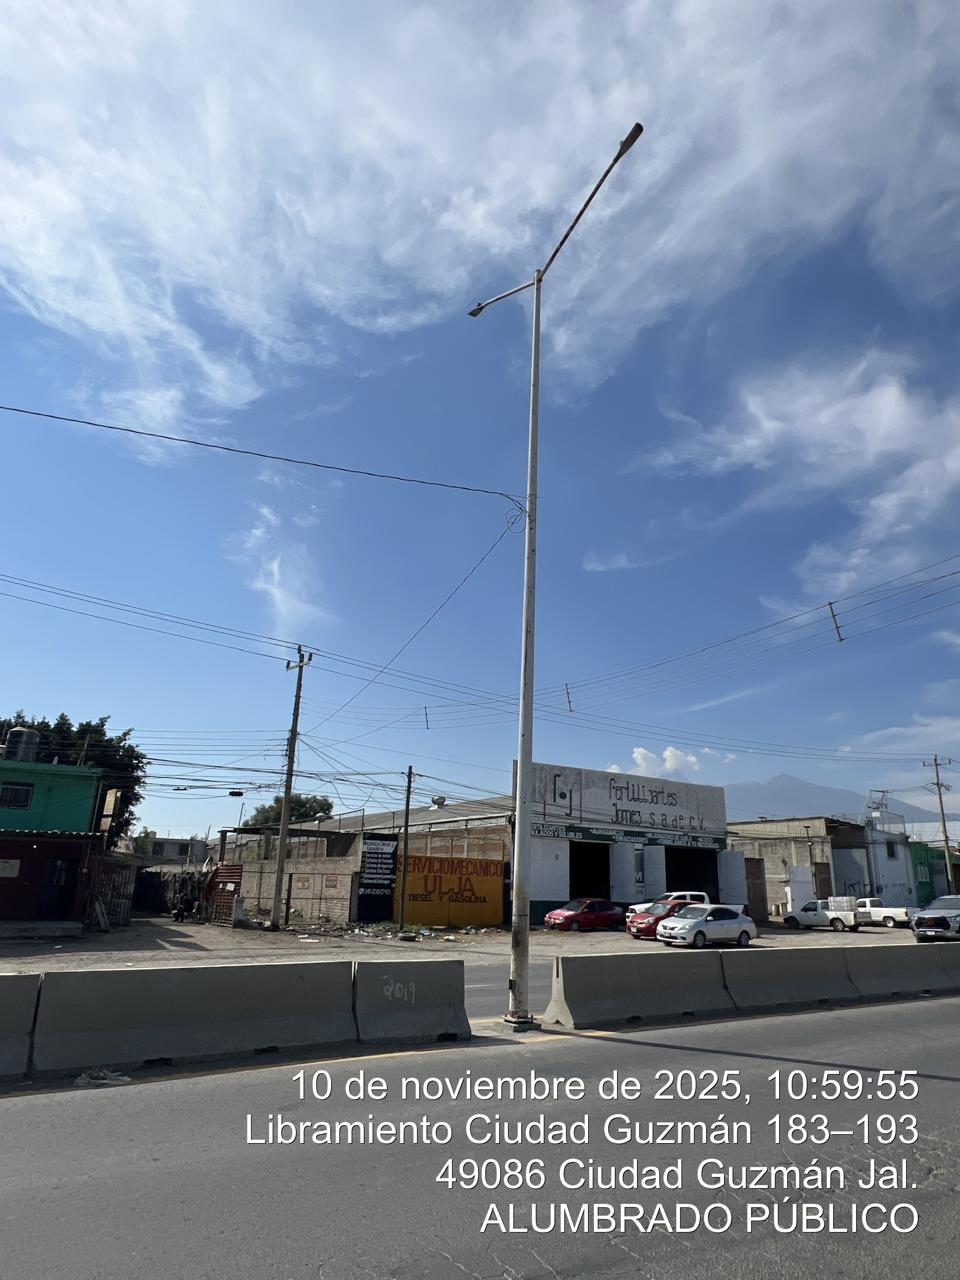 Fertilizantes
Jomes s.a. de c.v.
SERVICIO MECANICO
ULJA
DIESEL Y GASOLINA
2019
10 de noviembre de 2025, 10:59:55
Libramiento Ciudad Guzmán 183–193
49086 Ciudad Guzmán Jal.
ALUMBRADO PÚBLICO